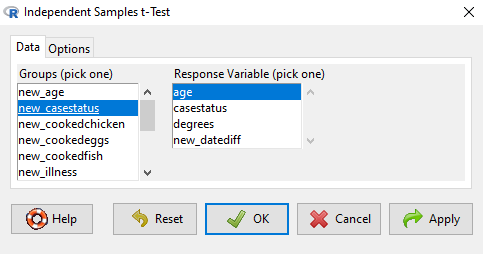 R Independent Samples t-Test
Data Options
Groups (pick one) Response Variable (pick one)
new_age age
new_casestatus casestatus
new_cookedchicken degrees
new_cookedeggs new_datediff
new_cookedfish
new_illness
Help Reset OK Cancel Apply